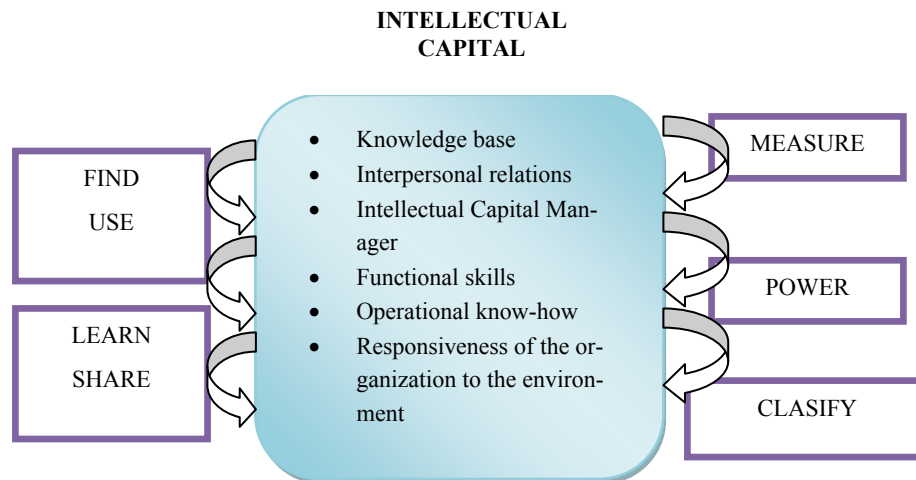 INTELLECTUAL
CAPITAL
FIND
USE
LEARN
SHARE
• Knowledge base
• Interpersonal relations
• Intellectual Capital Man-
ager
• Functional skills
• Operational know-how
• Responsiveness of the or-
ganization to the environ-
ment
MEASURE
POWER
CLASIFY